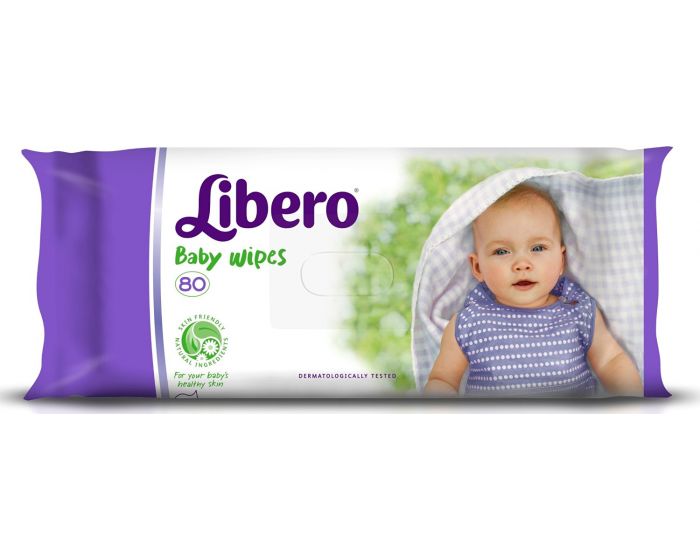 Libero®
Baby wipes
80
SKIN FRIENDLY
NATURAL INGREDIENTS
For your baby's
healthy skin
DERMATOLOGICALLY TESTED